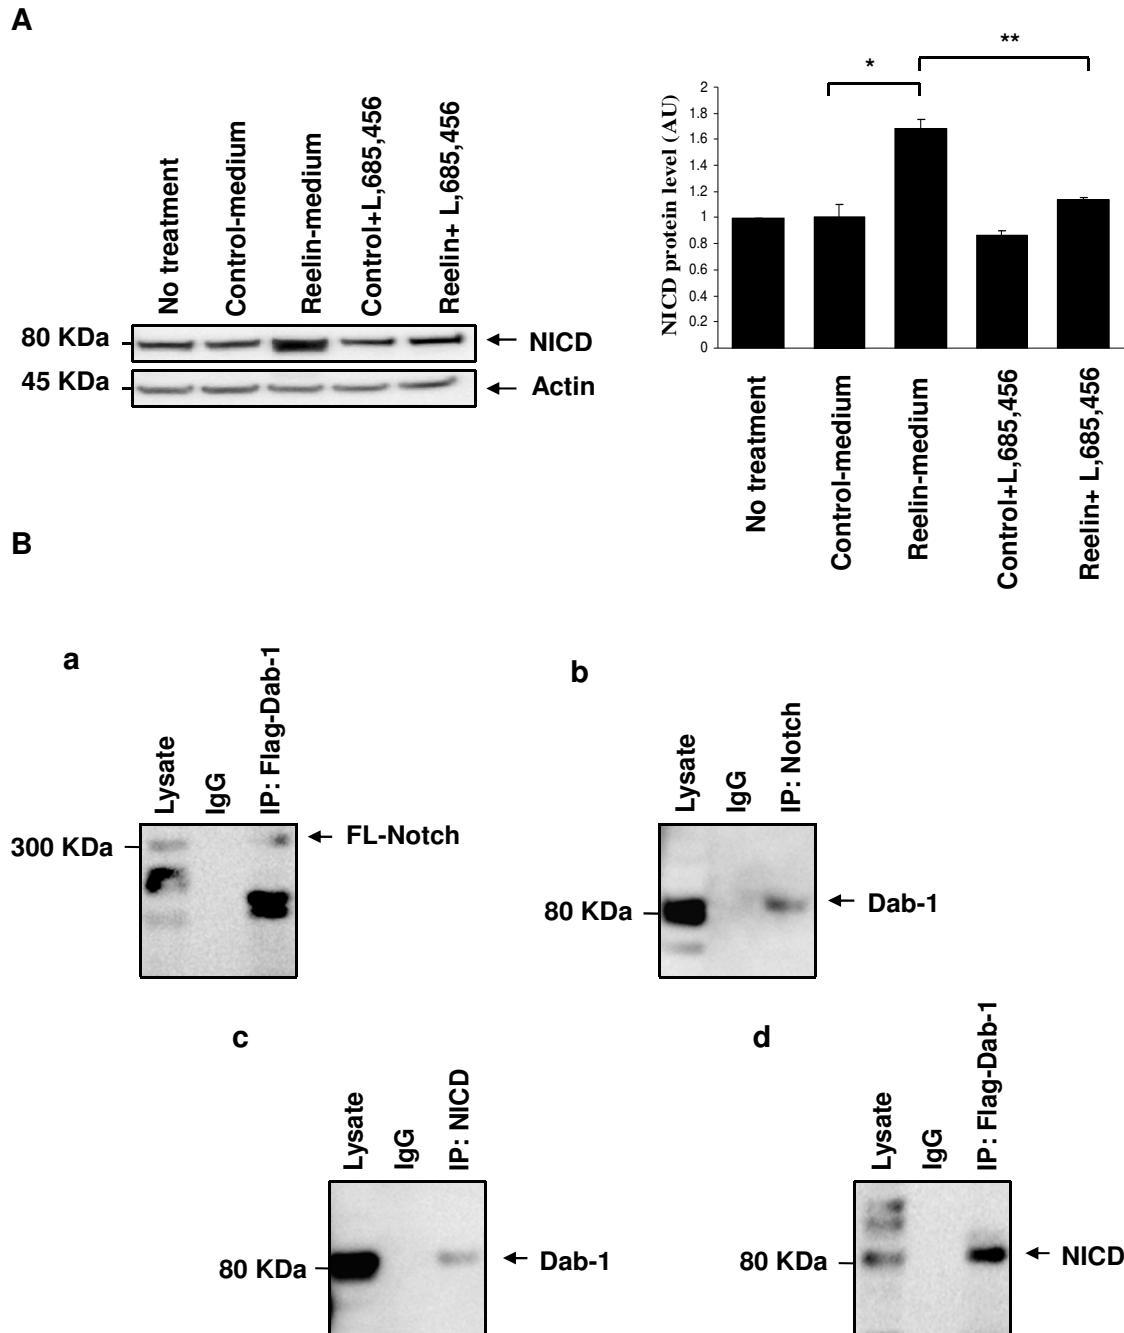 A
No treatment
Control-medium
Reelin-medium
Control+L,685,456
Reelin+ L,685,456
80 KDa
NICD
45 KDa
Actin
*
**
NICD protein level (AU)
2
1.8
1.6
1.4
1.2
1
0.8
0.6
0.4
0.2
0
No treatment
Control-medium
Reelin-medium
Control+L,685,456
Reelin+ L,685,456
B
a
Lysate
IgG
IP: Flag-Dab-1
300 KDa
FL-Notch
b
Lysate
IgG
IP: Notch
80 KDa
Dab-1
c
Lysate
IgG
IP: NICD
80 KDa
Dab-1
d
Lysate
IgG
IP: Flag-Dab-1
80 KDa
NICD